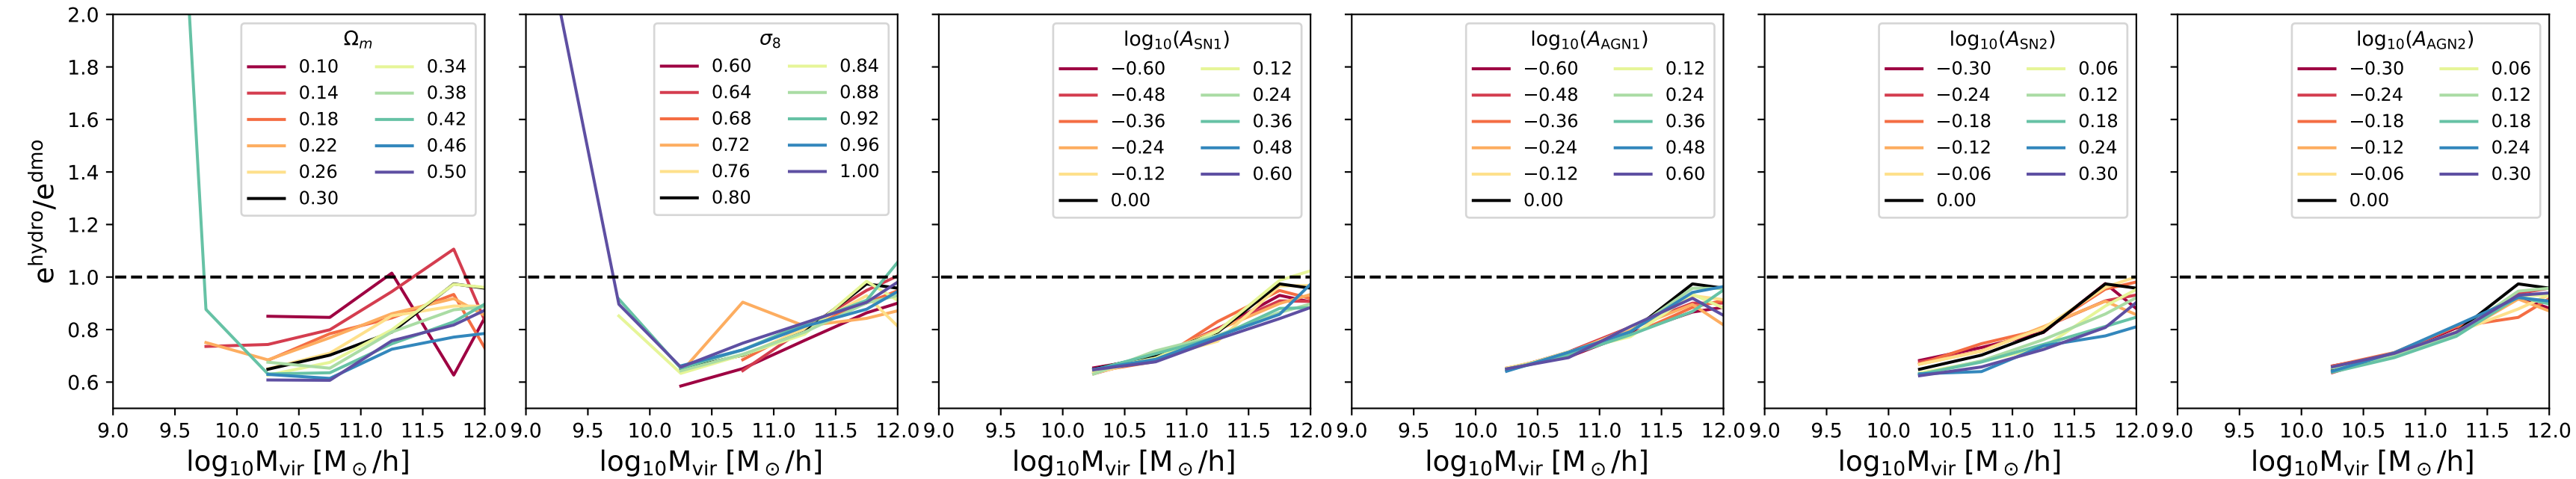 e^hydro/e^dmo
2.0
1.8
1.6
1.4
1.2
1.0
0.8
0.6
Ω_m
0.10 0.34
0.14 0.38
0.18 0.42
0.22 0.46
0.26 0.50
0.30
9.0 9.5 10.0 10.5 11.0 11.5 12.0
log₁₀M_vir [M_⊙/h]
σ₈
0.60 0.84
0.64 0.88
0.68 0.92
0.72 0.96
0.76 1.00
0.80
9.0 9.5 10.0 10.5 11.0 11.5 12.0
log₁₀M_vir [M_⊙/h]
log₁₀(A_SN1)
−0.60 0.12
−0.48 0.24
−0.36 0.36
−0.24 0.48
−0.12 0.60
0.00
9.0 9.5 10.0 10.5 11.0 11.5 12.0
log₁₀M_vir [M_⊙/h]
log₁₀(A_AGN1)
−0.60 0.12
−0.48 0.24
−0.36 0.36
−0.24 0.48
−0.12 0.60
0.00
9.0 9.5 10.0 10.5 11.0 11.5 12.0
log₁₀M_vir [M_⊙/h]
log₁₀(A_SN2)
−0.30 0.06
−0.24 0.12
−0.18 0.18
−0.12 0.24
−0.06 0.30
0.00
9.0 9.5 10.0 10.5 11.0 11.5 12.0
log₁₀M_vir [M_⊙/h]
log₁₀(A_AGN2)
−0.30 0.06
−0.24 0.12
−0.18 0.18
−0.12 0.24
−0.06 0.30
0.00
9.0 9.5 10.0 10.5 11.0 11.5 12.0
log₁₀M_vir [M_⊙/h]